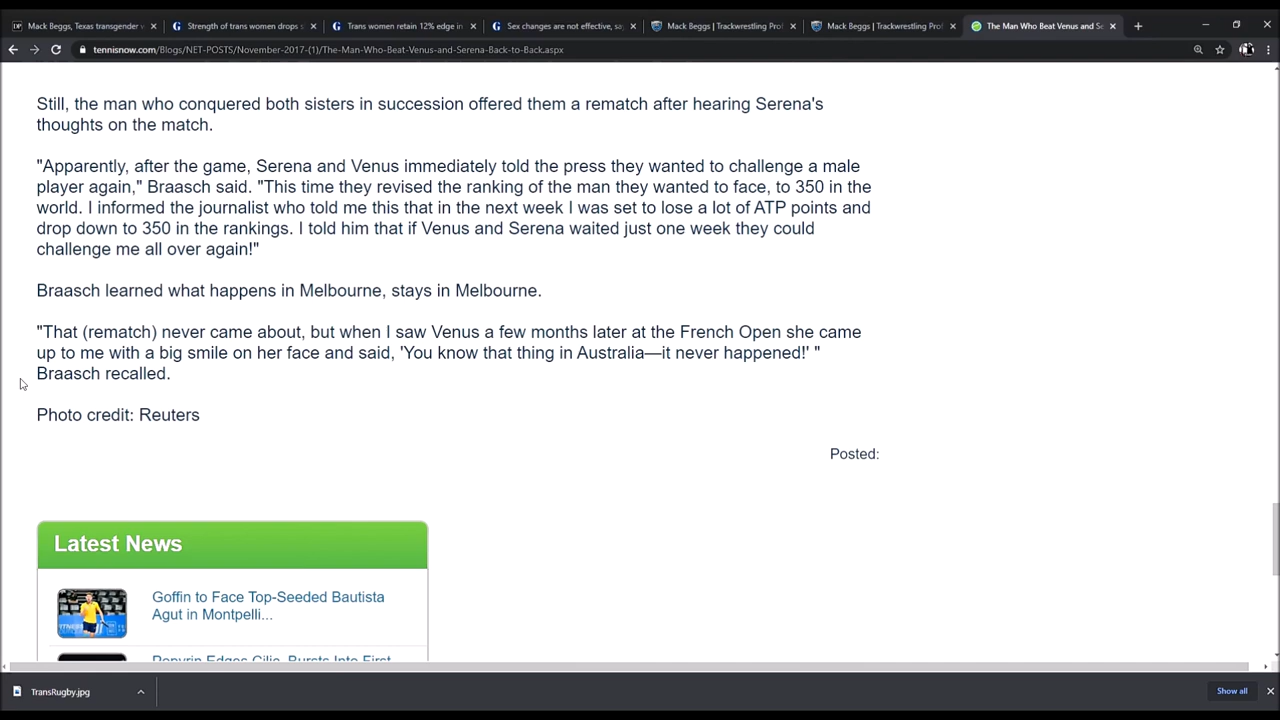 Mack Beggs, Texas transgender w
Strength of trans women drops s
Trans women retain 12% edge in
Sex changes are not effective, sa
Mack Beggs | Trackwrestling Prof
Mack Beggs | Trackwrestling Prof
The Man Who Beat Venus and Se
tennisnow.com/Blogs/NET-POSTS/November-2017-(1)/The-Man-Who-Beat-Venus-and-Serena-Back-to-Back.aspx
Still, the man who conquered both sisters in succession offered them a rematch after hearing Serena's
thoughts on the match.
"Apparently, after the game, Serena and Venus immediately told the press they wanted to challenge a male
player again," Braasch said. "This time they revised the ranking of the man they wanted to face, to 350 in the
world. I informed the journalist who told me this that in the next week I was set to lose a lot of ATP points and
drop down to 350 in the rankings. I told him that if Venus and Serena waited just one week they could
challenge me all over again!"
Braasch learned what happens in Melbourne, stays in Melbourne.
"That (rematch) never came about, but when I saw Venus a few months later at the French Open she came
up to me with a big smile on her face and said, 'You know that thing in Australia—it never happened!' "
Braasch recalled.
Photo credit: Reuters
Posted:
Latest News
Goffin to Face Top-Seeded Bautista
Agut in Montpelli...
Popyrin Edges Cilic, Bursts Into First
TransRugby.jpg
Show all